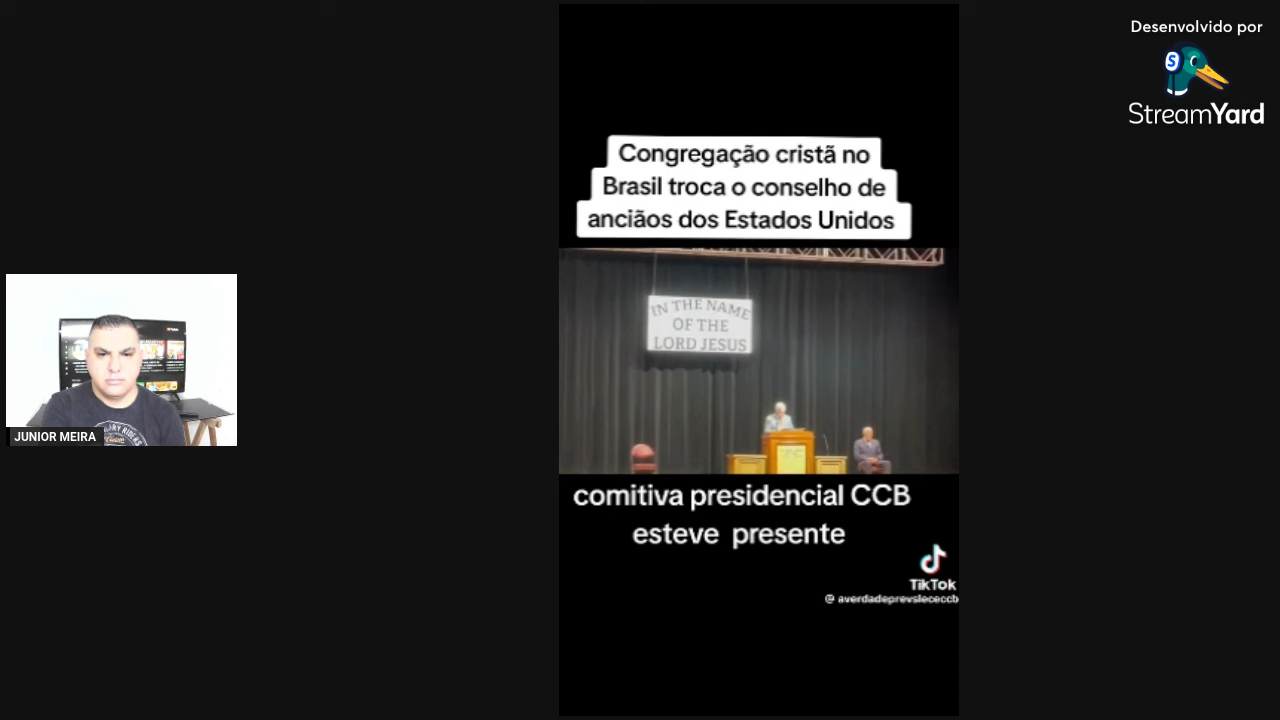 Desenvolvido por
StreamYard
Congregação cristã no
Brasil troca o conselho de
anciãos dos Estados Unidos
IN THE NAME
OF THE
LORD JESUS
comitiva presidencial CCB
esteve presente
TikTok
@ averdadeprevslececcb
JUNIOR MEIRA